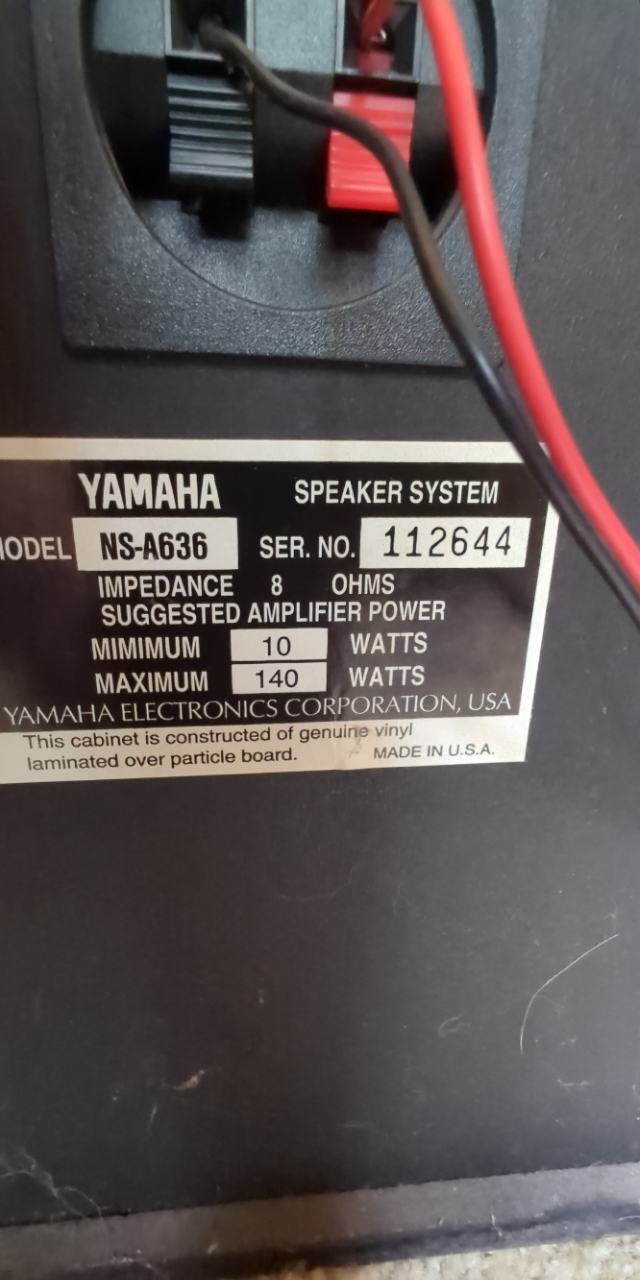 YAMAHA SPEAKER SYSTEM
MODEL NS-A636 SER. NO. 112644
IMPEDANCE 8 OHMS
SUGGESTED AMPLIFIER POWER
MIMIMUM 10 WATTS
MAXIMUM 140 WATTS
YAMAHA ELECTRONICS CORPORATION, USA
This cabinet is constructed of genuine vinyl
laminated over particle board. MADE IN U.S.A.